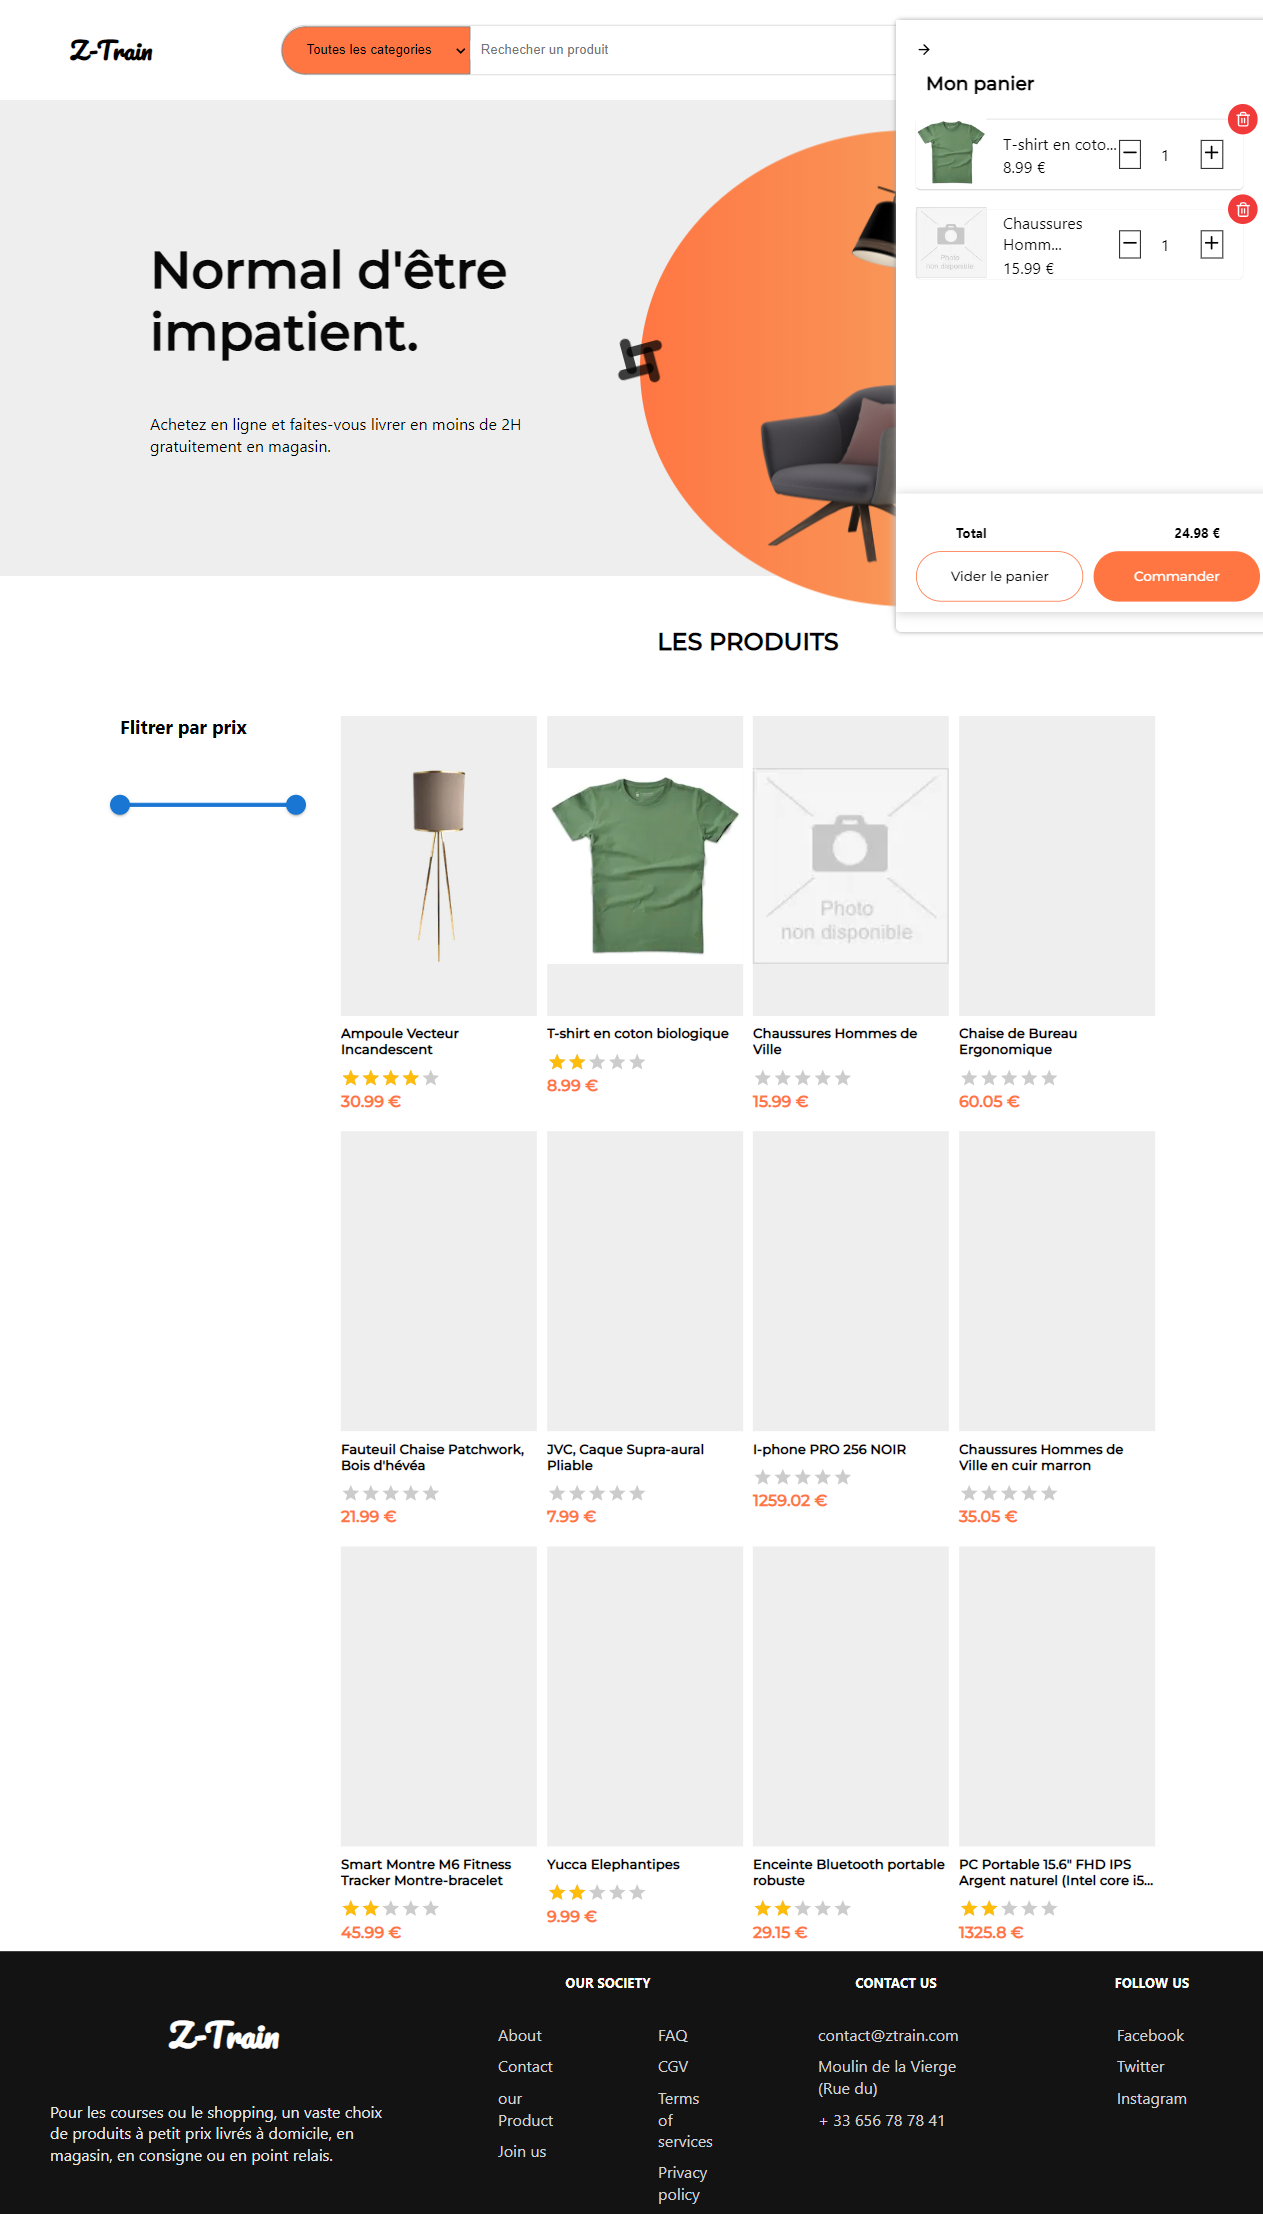 Z-Train
Toutes les categories
Rechecher un produit
Mon panier
T-shirt en coto...
8.99 €
1
Chaussures
Homm...
15.99 €
1
Photo
non disponible
Total
24.98 €
Vider le panier
Commander
Normal d'être
impatient.
Achetez en ligne et faites-vous livrer en moins de 2H
gratuitement en magasin.
LES PRODUITS
Flitrer par prix
Photo
non disponible
Ampoule Vecteur
Incandescent
30.99 €
T-shirt en coton biologique
8.99 €
Chaussures Hommes de
Ville
15.99 €
Chaise de Bureau
Ergonomique
60.05 €
Fauteuil Chaise Patchwork,
Bois d'hévéa
21.99 €
JVC, Caque Supra-aural
Pliable
7.99 €
I-phone PRO 256 NOIR
1259.02 €
Chaussures Hommes de
Ville en cuir marron
35.05 €
Smart Montre M6 Fitness
Tracker Montre-bracelet
45.99 €
Yucca Elephantipes
9.99 €
Enceinte Bluetooth portable
robuste
29.15 €
PC Portable 15.6" FHD IPS
Argent naturel (Intel core i5...
1325.8 €
Z-Train
Pour les courses ou le shopping, un vaste choix
de produits à petit prix livrés à domicile, en
magasin, en consigne ou en point relais.
OUR SOCIETY
About
Contact
our
Product
Join us
FAQ
CGV
Terms
of
services
Privacy
policy
CONTACT US
contact@ztrain.com
Moulin de la Vierge
(Rue du)
+ 33 656 78 78 41
FOLLOW US
Facebook
Twitter
Instagram